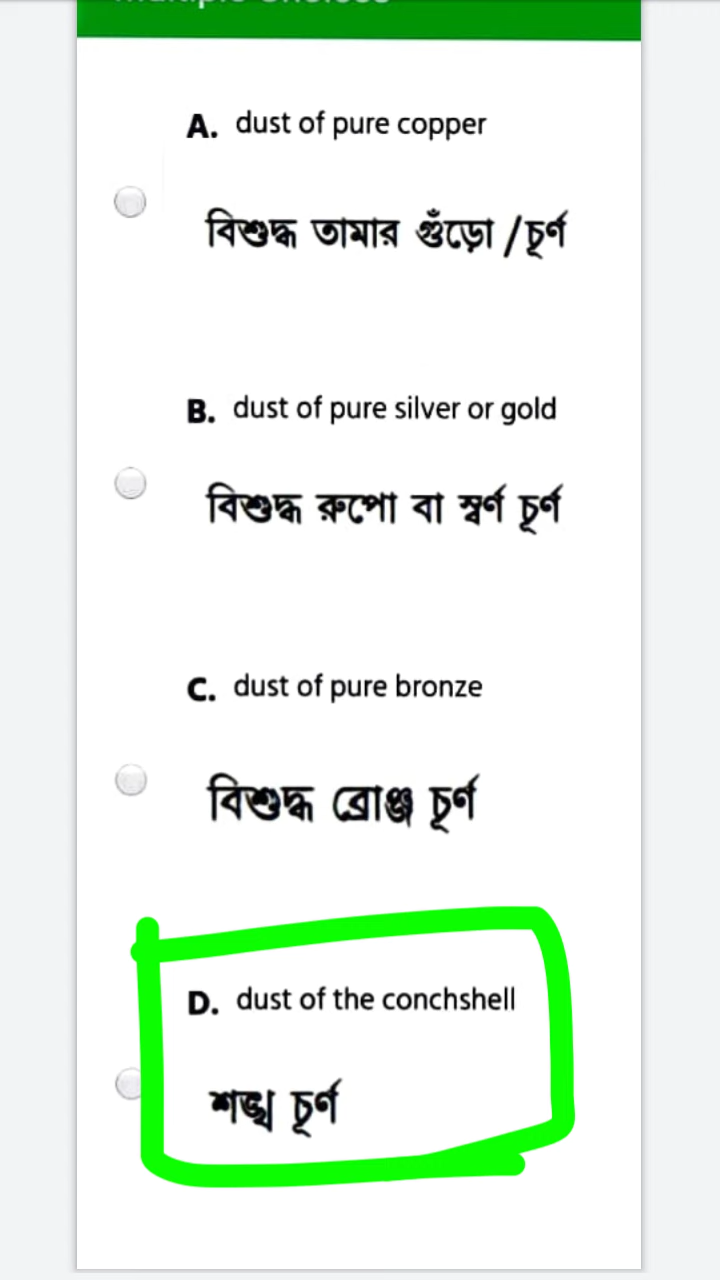 A. dust of pure copper
বিশুদ্ধ তামার গুঁড়ো /চূর্ণ
B. dust of pure silver or gold
বিশুদ্ধ রুপো বা স্বর্ণ চূর্ণ
C. dust of pure bronze
বিশুদ্ধ ব্রোঞ্জ চূর্ণ
D. dust of the conchshell
শঙ্খ চূর্ণ